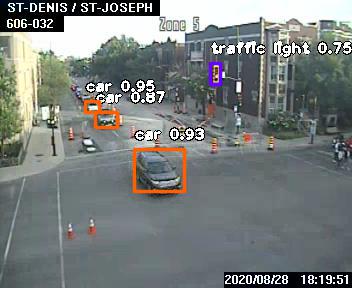 ST-DENIS / ST-JOSEPH
606-032
Zone 5
traffic light 0.75
car 0.95
car 0.87
car 0.93
2020/08/28 18:19:51